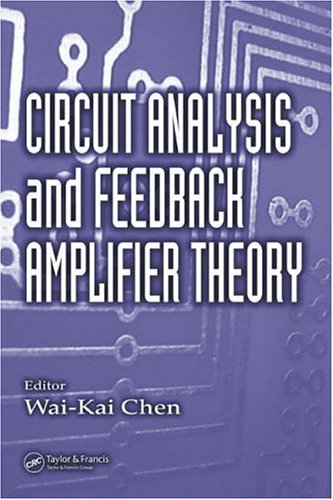 CIRCUIT ANALYSIS
and FEEDBACK
AMPLIFIER THEORY
Editor
Wai-Kai Chen
CRC
Taylor & Francis
Taylor & Francis Group